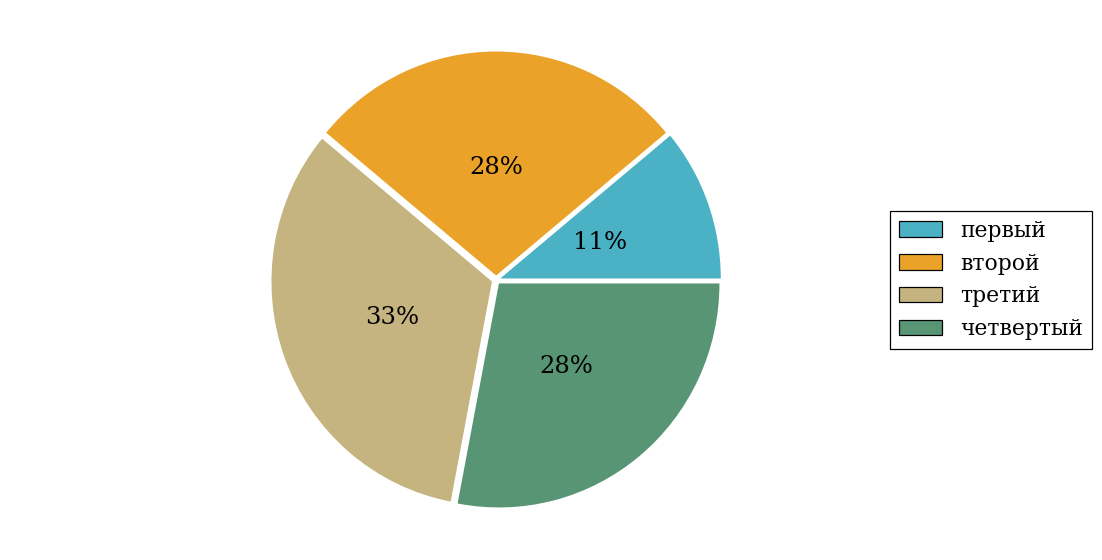 28%
11%
33%
28%
первый
второй
третий
четвертый